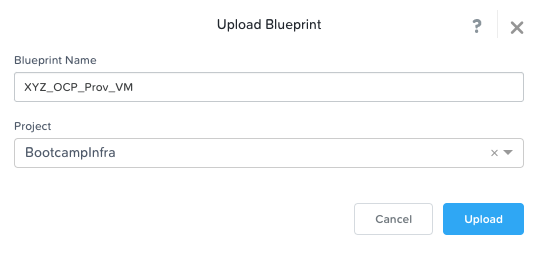 Upload Blueprint
?
Blueprint Name
XYZ_OCP_Prov_VM
Project
BootcampInfra
Cancel
Upload